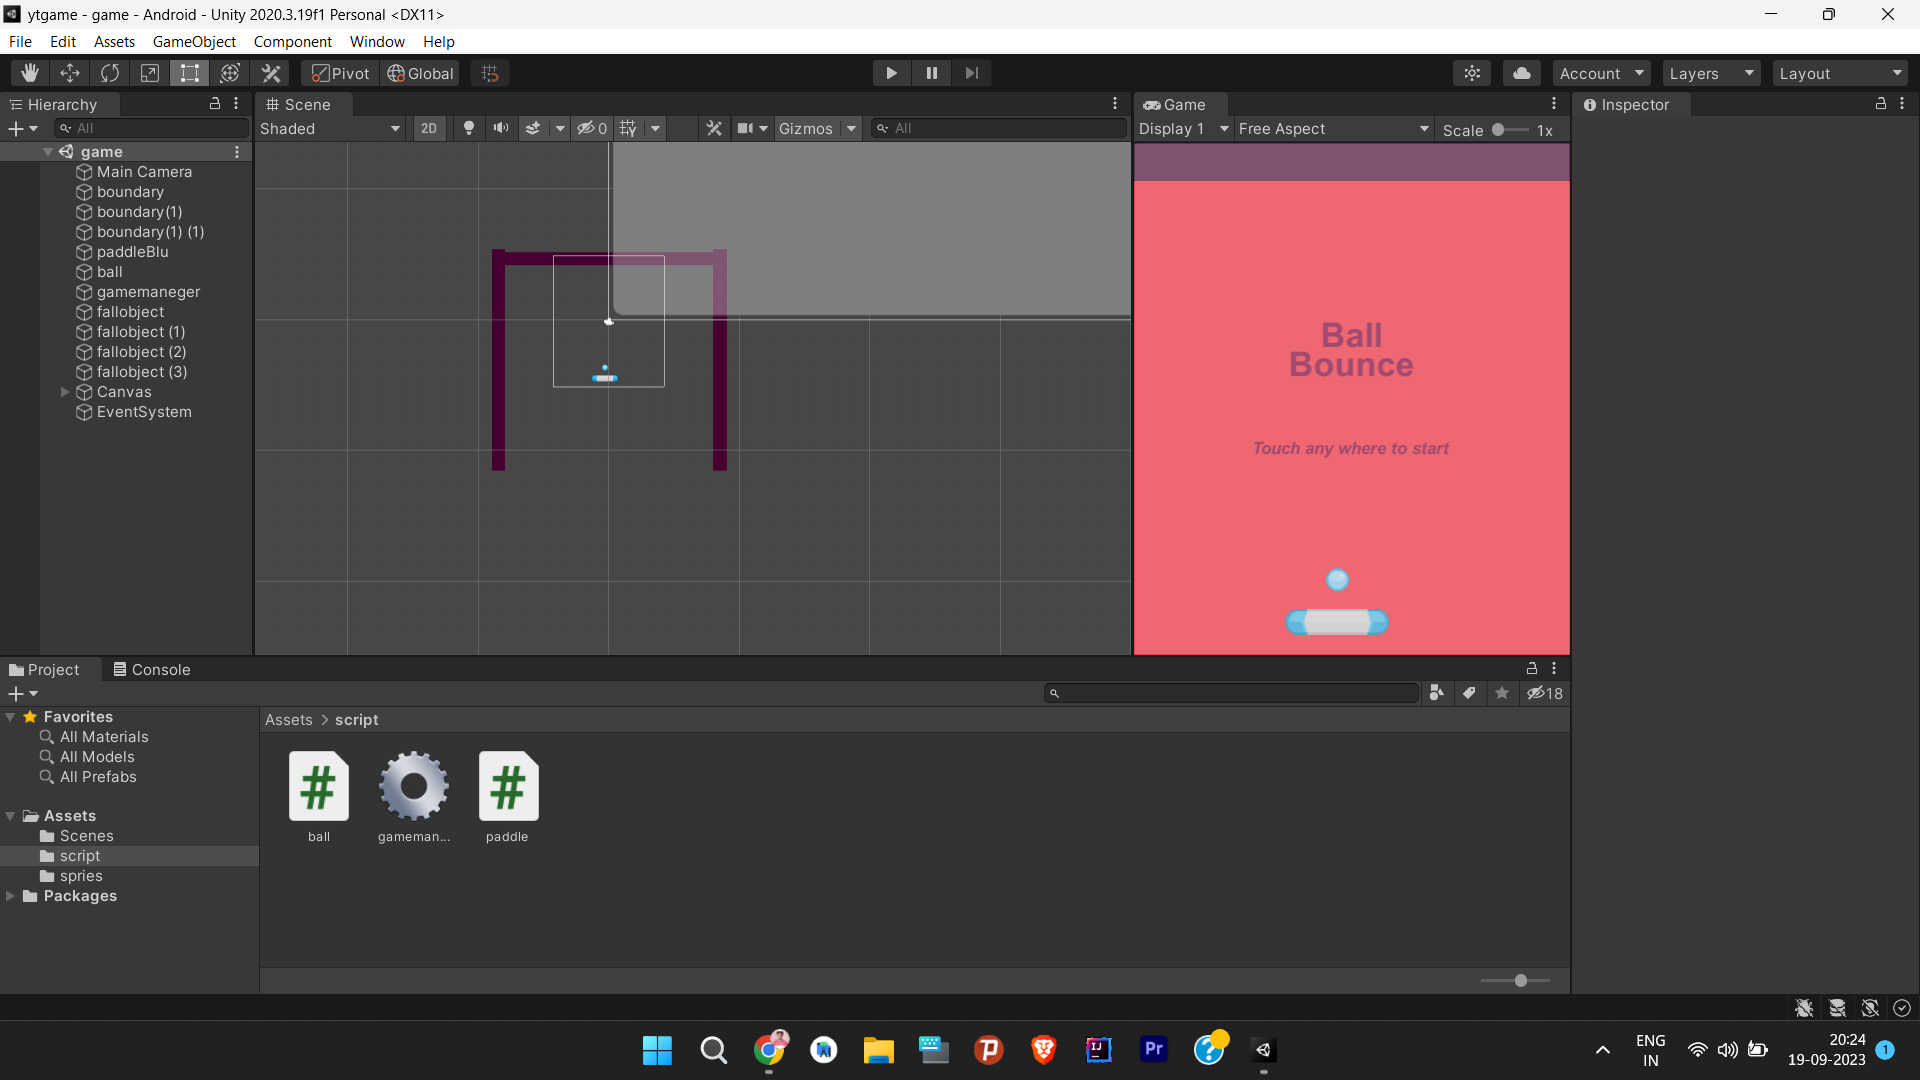 ytgame - game - Android - Unity 2020.3.19f1 Personal <DX11>
File Edit Assets GameObject Component Window Help
Pivot Global Account Layers Layout
Hierarchy
All
game
Main Camera
boundary
boundary(1)
boundary(1) (1)
paddleBlu
ball
gamemaneger
fallobject
fallobject (1)
fallobject (2)
fallobject (3)
Canvas
EventSystem
Scene
Shaded 2D 0 Gizmos All
Game
Display 1 Free Aspect Scale 1x
Ball
Bounce
Touch any where to start
Inspector
Project Console
18
Favorites
All Materials
All Models
All Prefabs
Assets
Scenes
script
spries
Packages
Assets > script
ball gameman... paddle
ENG
IN
20:24
19-09-2023
1